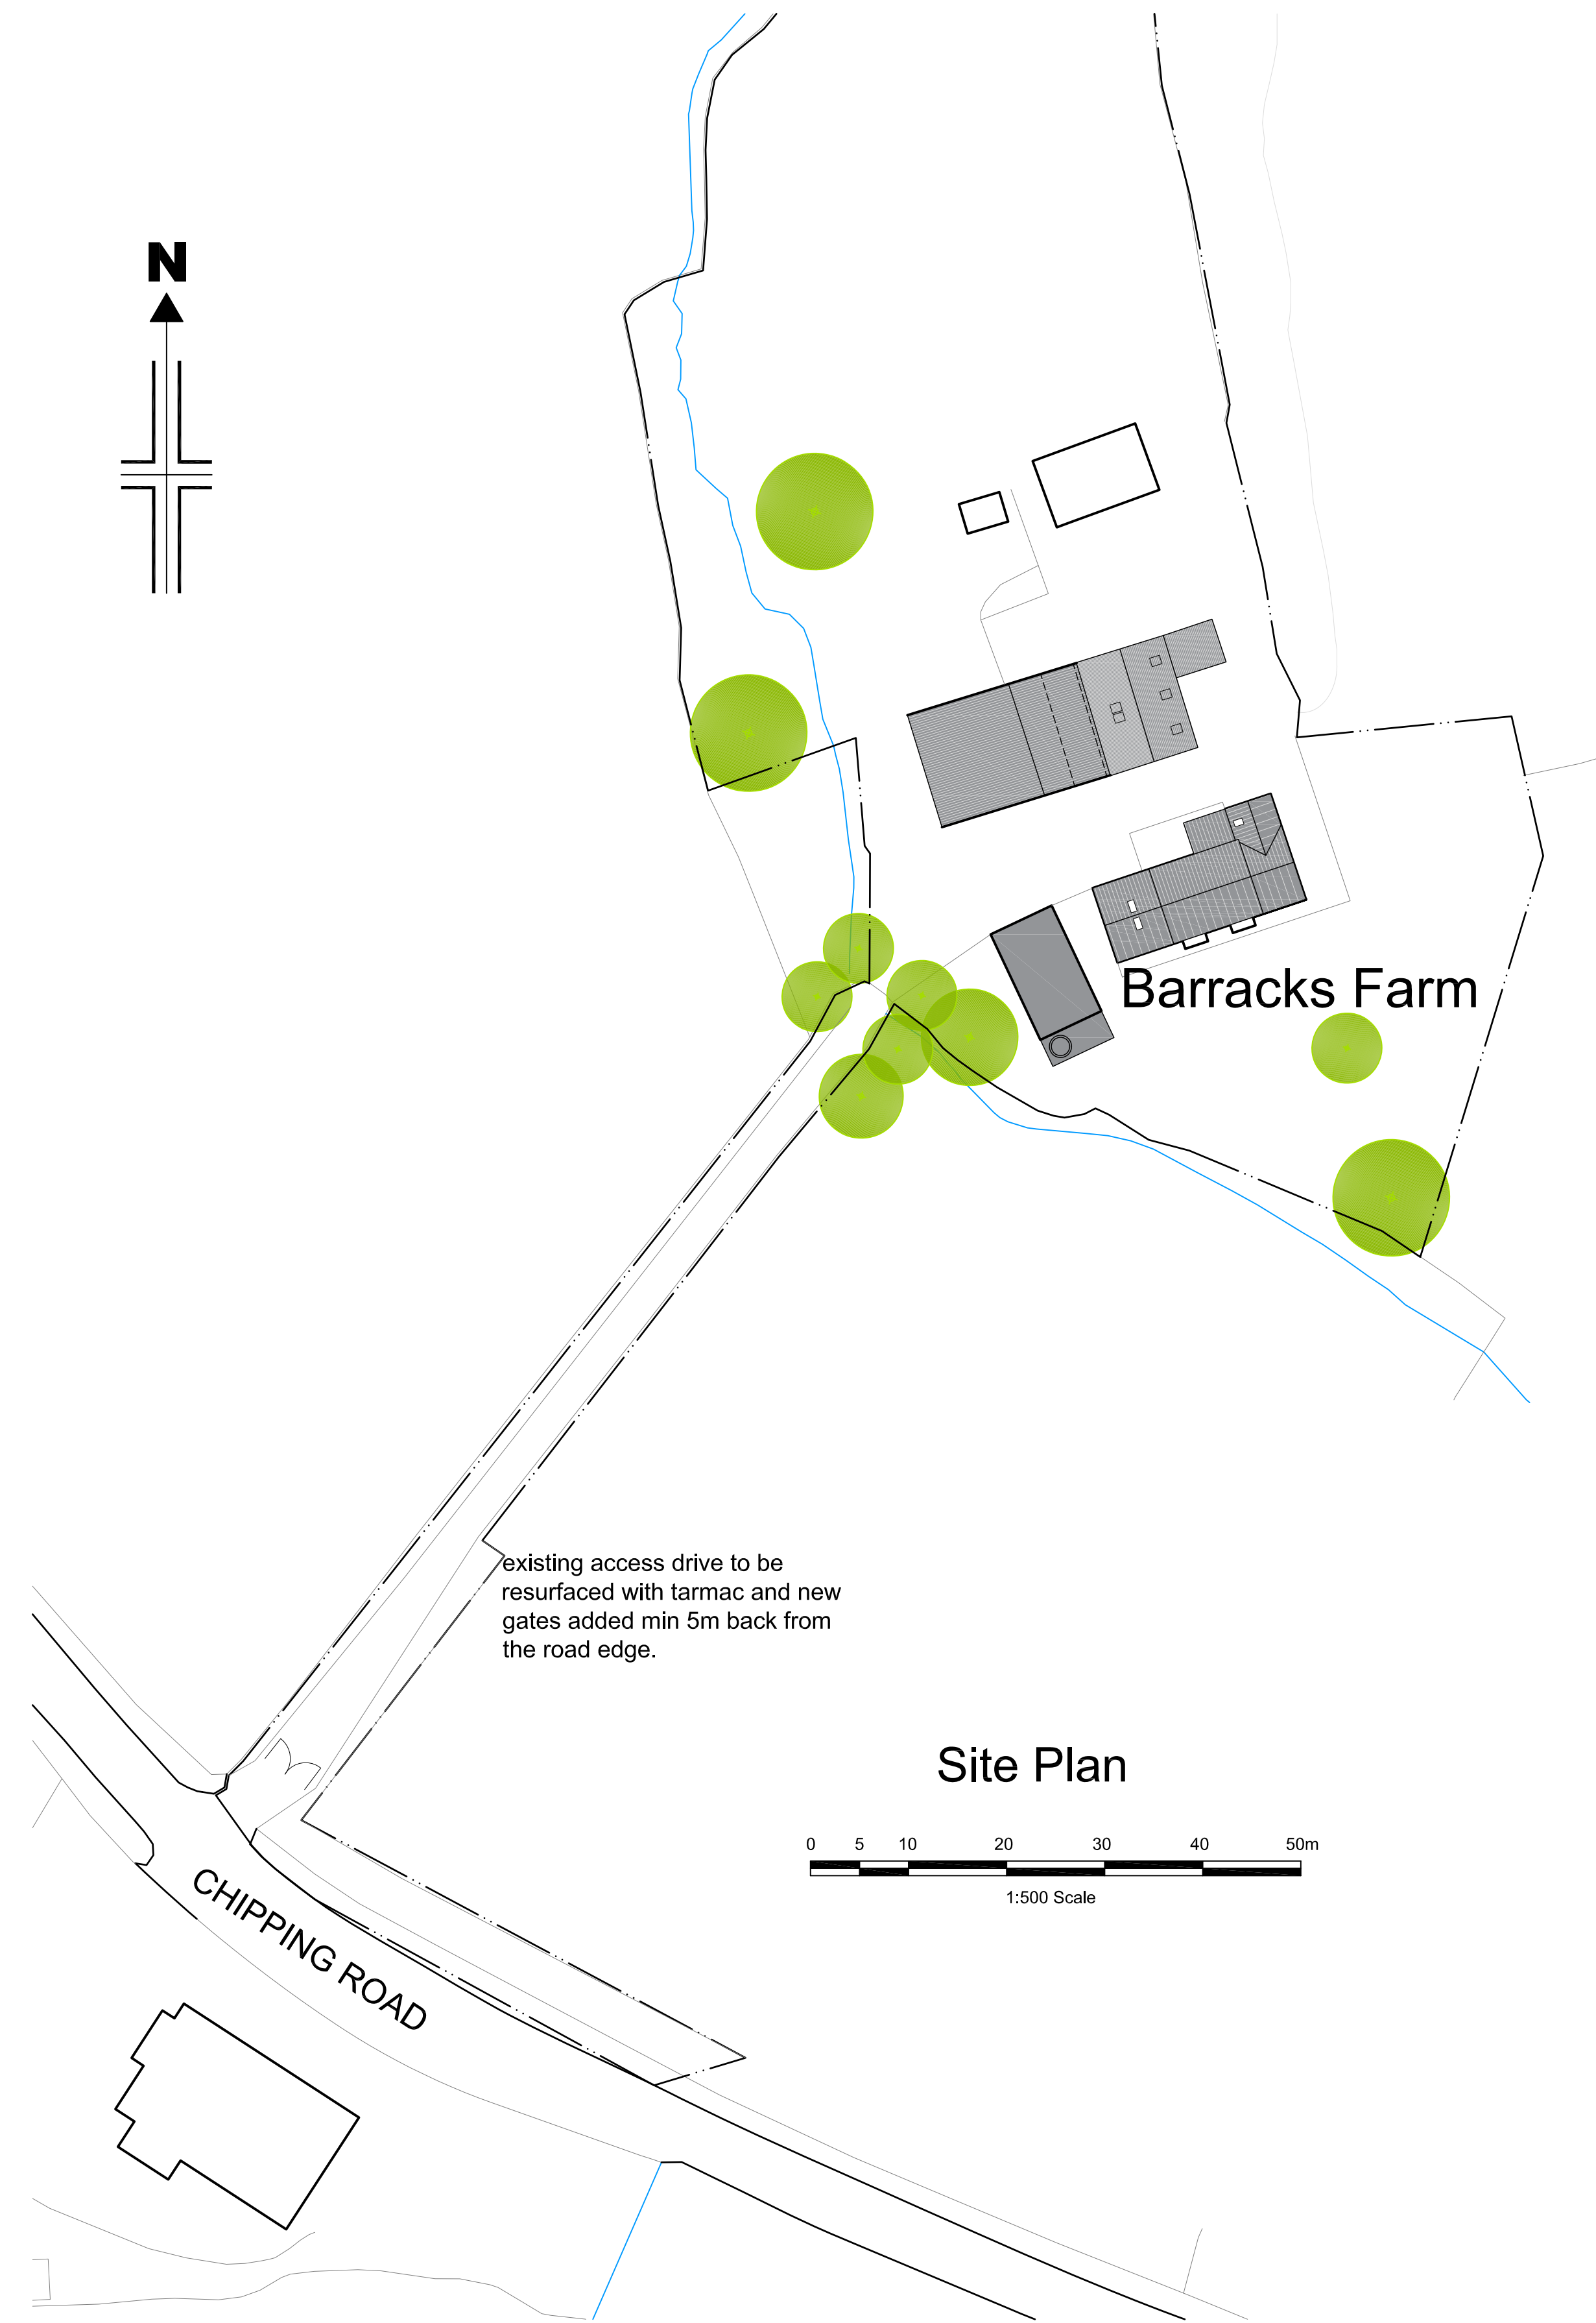 N
Barracks Farm
existing access drive to be
resurfaced with tarmac and new
gates added min 5m back from
the road edge.
Site Plan
0 5 10 20 30 40 50m
1:500 Scale
CHIPPING ROAD